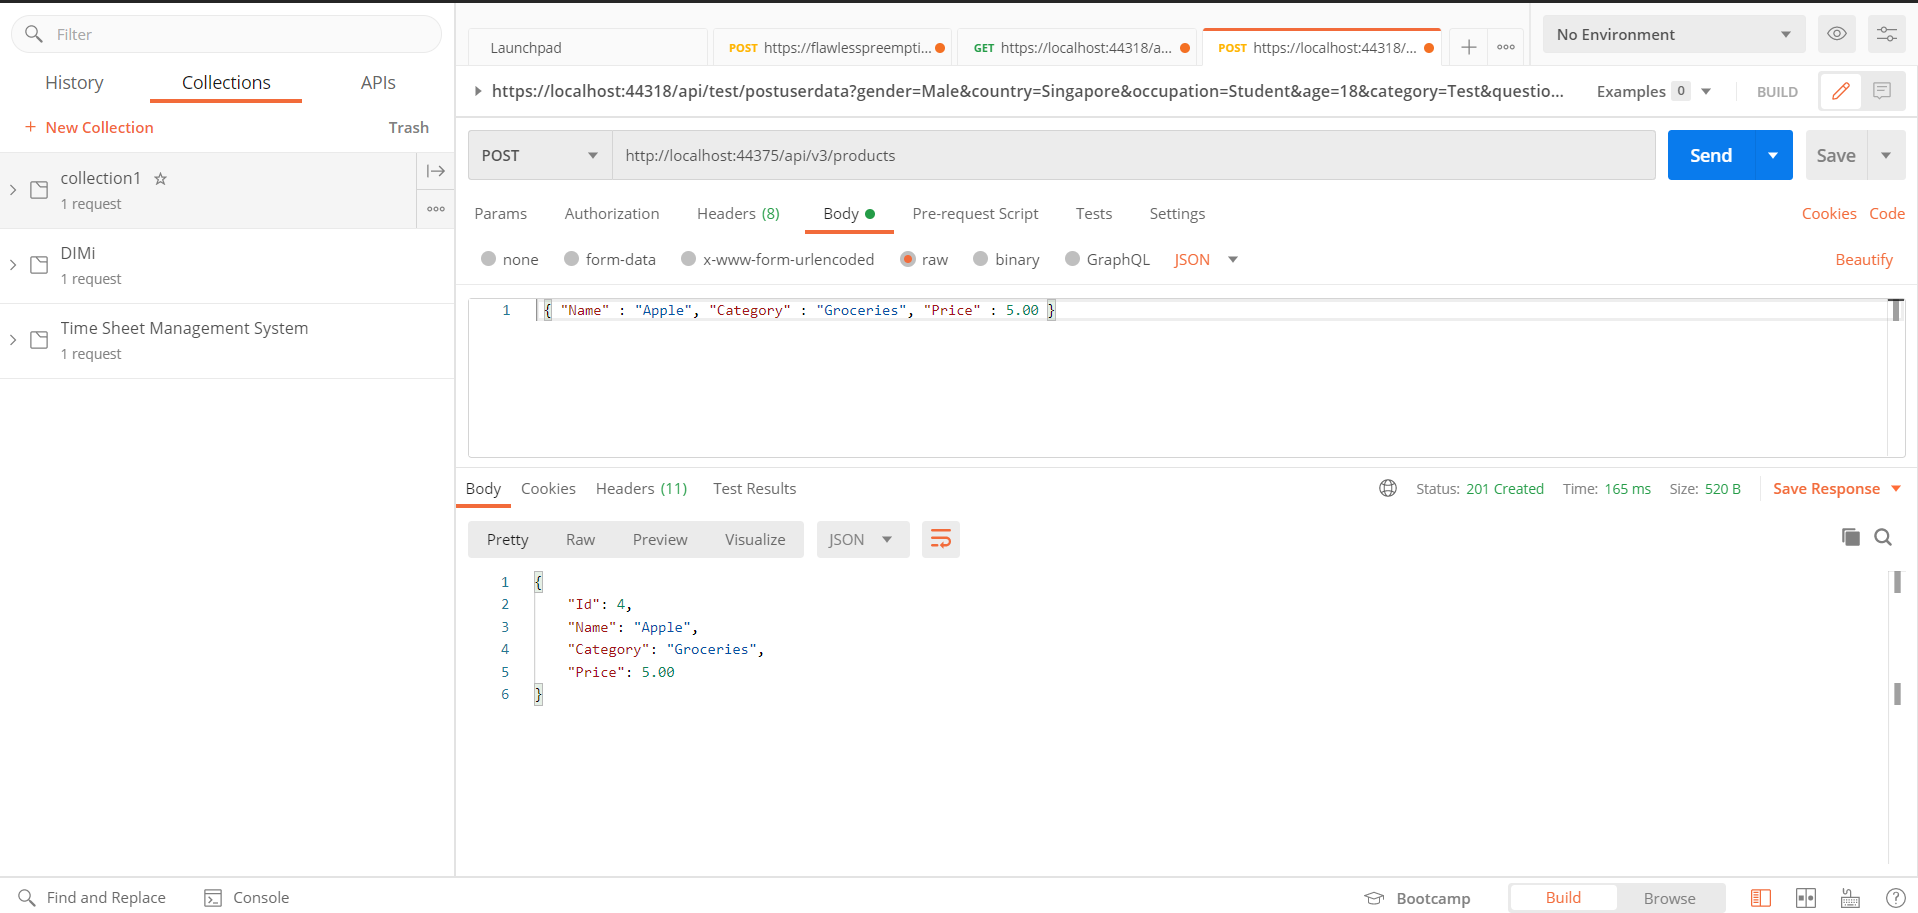 Filter
History Collections APIs
+ New Collection Trash
collection1
1 request
DIMi
1 request
Time Sheet Management System
1 request
Launchpad POST https://flawlesspreempti... GET https://localhost:44318/a... POST https://localhost:44318/... No Environment
https://localhost:44318/api/test/postuserdata?gender=Male&country=Singapore&occupation=Student&age=18&category=Test&questio... Examples 0 BUILD
POST http://localhost:44375/api/v3/products Send Save
Params Authorization Headers (8) Body Pre-request Script Tests Settings Cookies Code
none form-data x-www-form-urlencoded raw binary GraphQL JSON Beautify
1 { "Name" : "Apple", "Category" : "Groceries", "Price" : 5.00 }
Body Cookies Headers (11) Test Results Status: 201 Created Time: 165 ms Size: 520 B Save Response
Pretty Raw Preview Visualize JSON
1 {
2 "Id": 4,
3 "Name": "Apple",
4 "Category": "Groceries",
5 "Price": 5.00
6 }
Find and Replace Console Bootcamp Build Browse